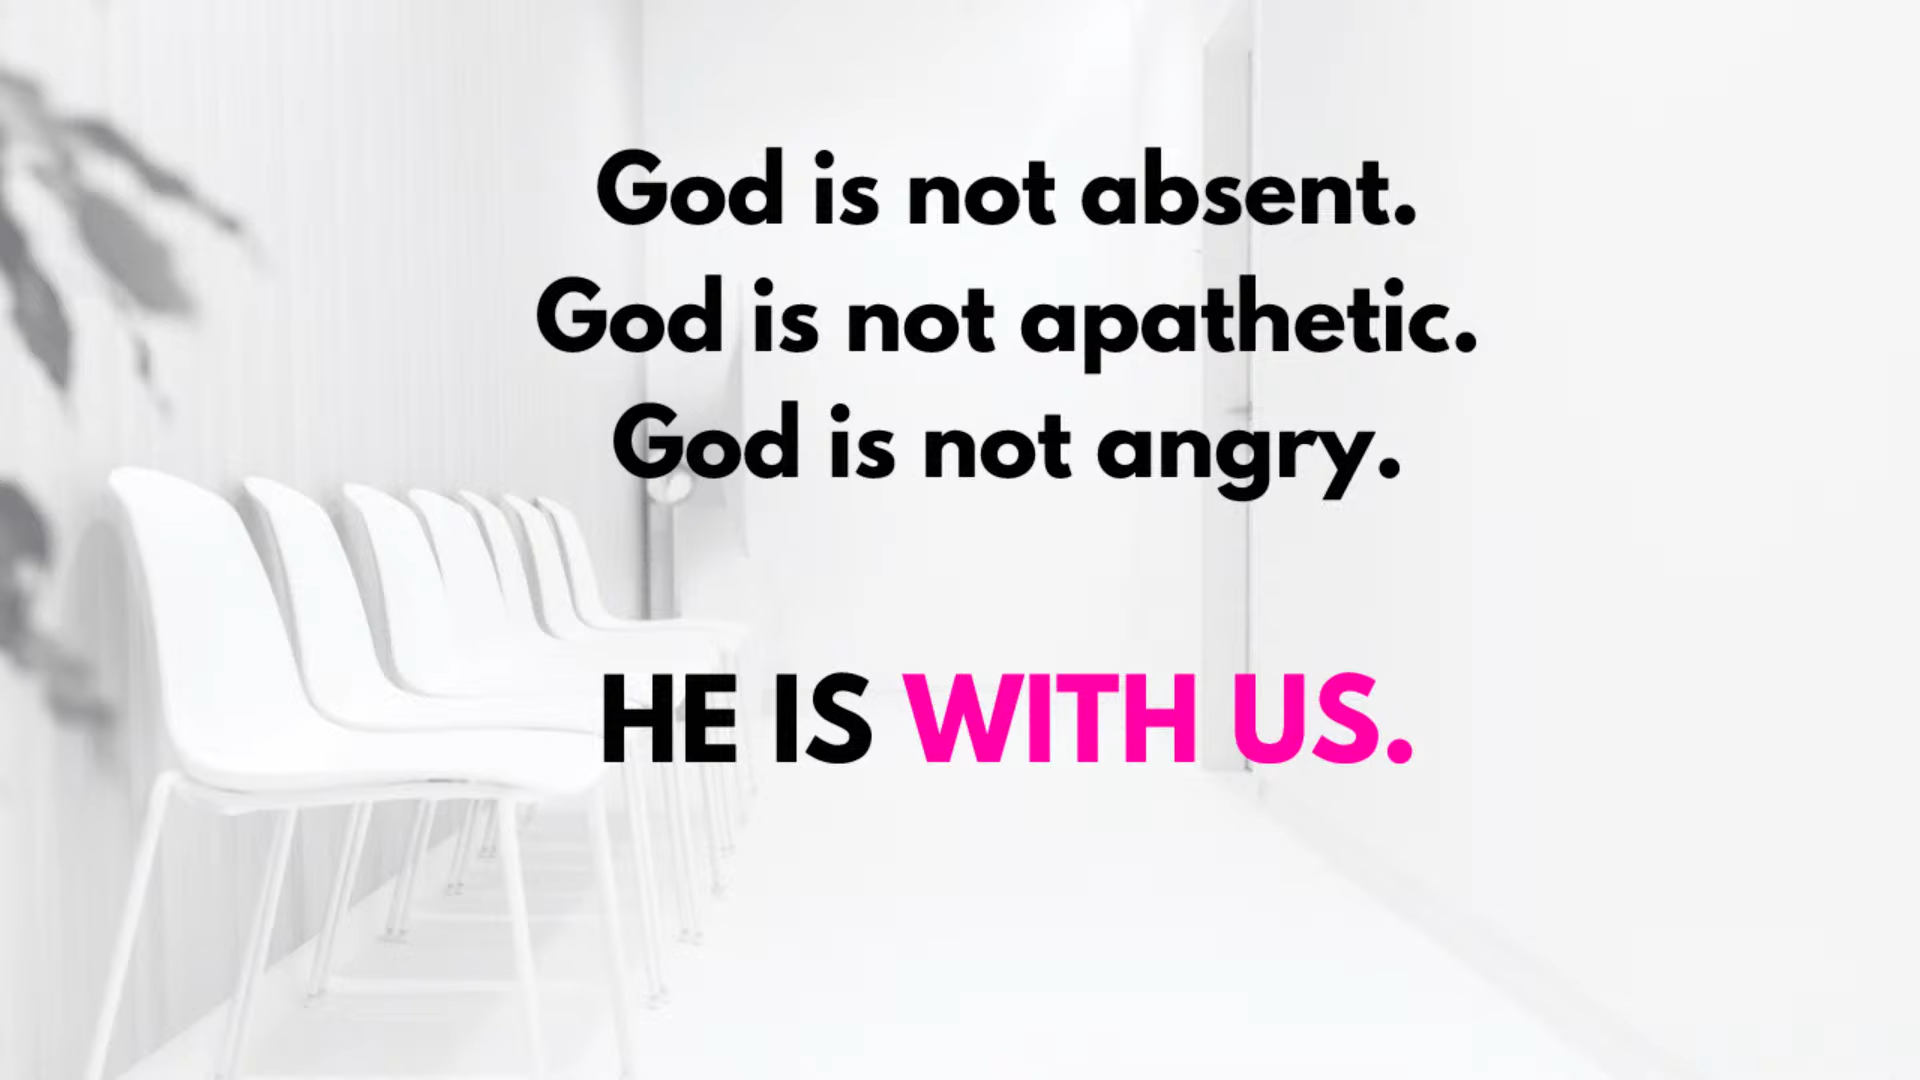 God is not absent.
God is not apathetic.
God is not angry.
HE IS WITH US.